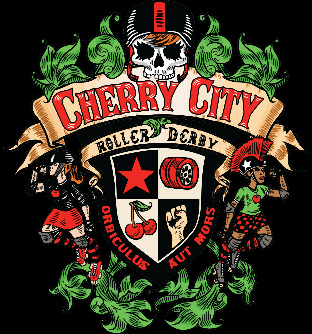 CHERRY CITY
ROLLER DERBY
ORBICULUS AUT MORS